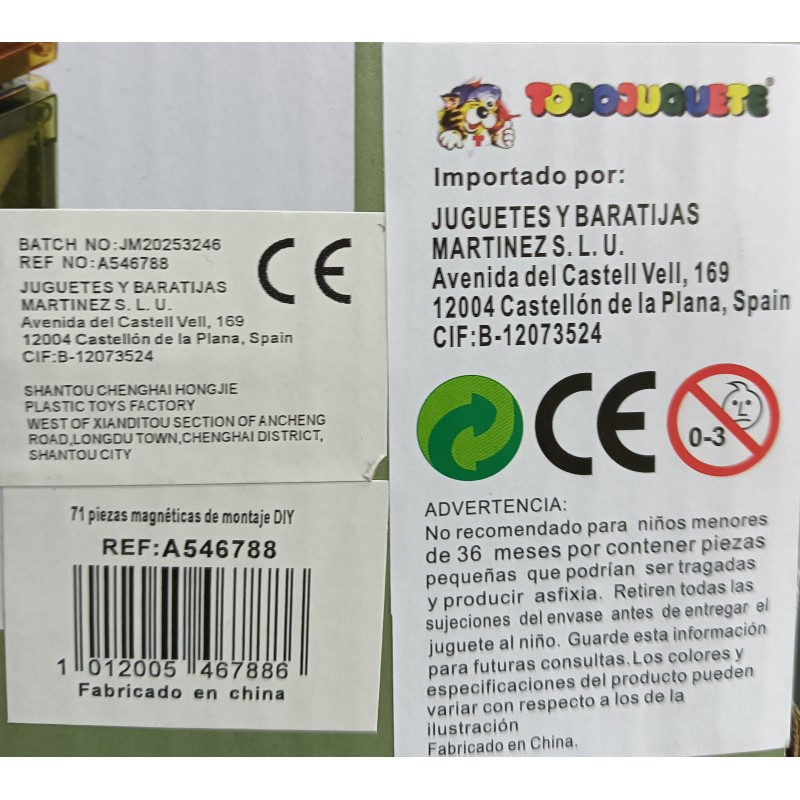 BATCH NO:JM20253246
REF NO:A546788
CE
JUGUETES Y BARATIJAS
MARTINEZ S. L. U.
Avenida del Castell Vell, 169
12004 Castellón de la Plana, Spain
CIF:B-12073524
SHANTOU CHENGHAI HONGJIE
PLASTIC TOYS FACTORY
WEST OF XIANDITOU SECTION OF ANCHENG
ROAD,LONGDU TOWN,CHENGHAI DISTRICT,
SHANTOU CITY
71 piezas magnéticas de montaje DIY
REF:A546788
1 012005 467886
Fabricado en china
T
TODOJUGUETE®
Importado por:
JUGUETES Y BARATIJAS
MARTINEZ S. L. U.
Avenida del Castell Vell, 169
12004 Castellón de la Plana, Spain
CIF:B-12073524
CE
0-3
ADVERTENCIA:
No recomendado para niños menores
de 36 meses por contener piezas
pequeñas que podrían ser tragadas
y producir asfixia. Retiren todas las
sujeciones del envase antes de entregar el
juguete al niño. Guarde esta información
para futuras consultas.Los colores y
especificaciones del producto pueden
variar con respecto a los de la
ilustración
Fabricado en China.